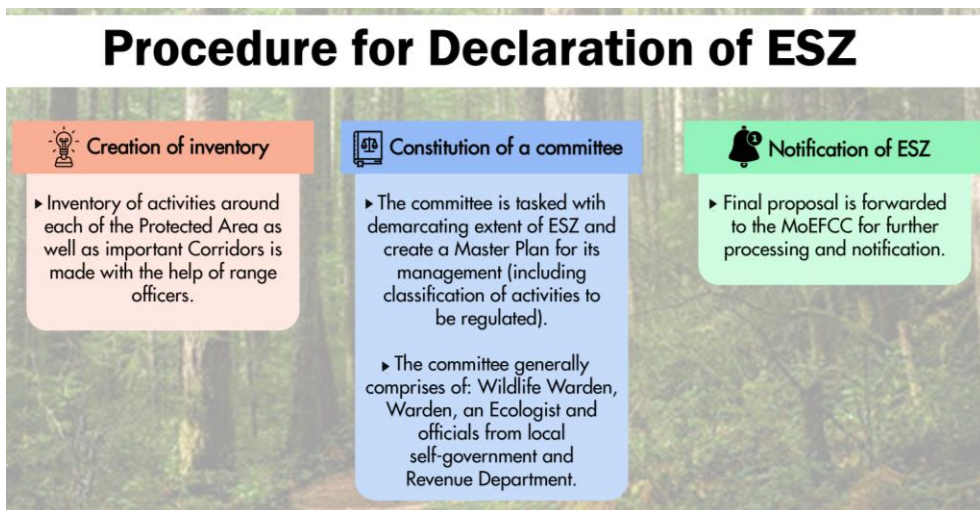 Procedure for Declaration of ESZ
Creation of inventory
▸ Inventory of activities around
each of the Protected Area as
well as important Corridors is
made with the help of range
officers.
Constitution of a committee
▸ The committee is tasked wtih
demarcating extent of ESZ and
create a Master Plan for its
management (including
classification of activities to
be regulated).
▸ The committee generally
comprises of: Wildlife Warden,
Warden, an Ecologist and
officials from local
self-government and
Revenue Department.
1
Notification of ESZ
▸ Final proposal is forwarded
to the MoEFCC for further
processing and notification.